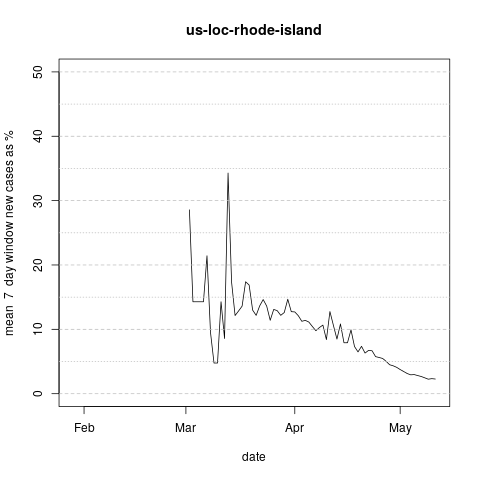 us-loc-rhode-island
mean  7  day window new cases as %
50
40
30
20
10
0
Feb
Mar
Apr
May
date